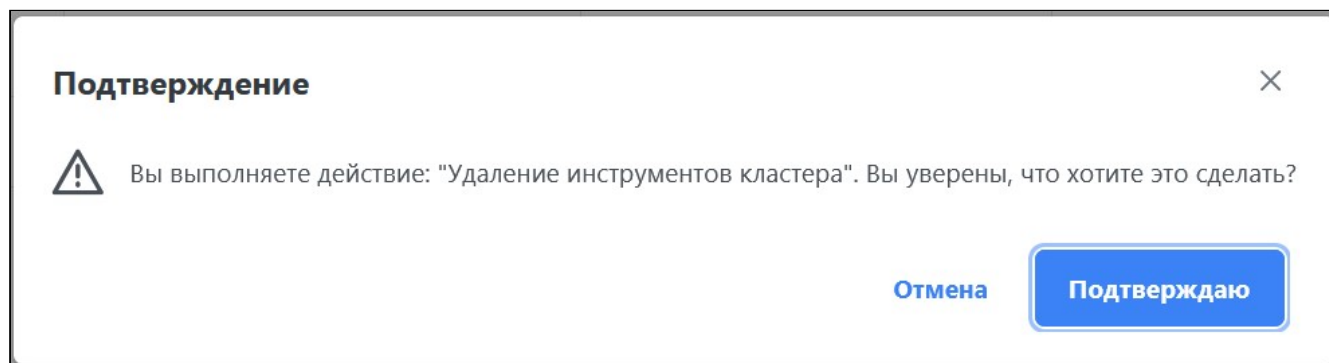 Подтверждение
Вы выполняете действие: "Удаление инструментов кластера". Вы уверены, что хотите это сделать?
Отмена
Подтверждаю